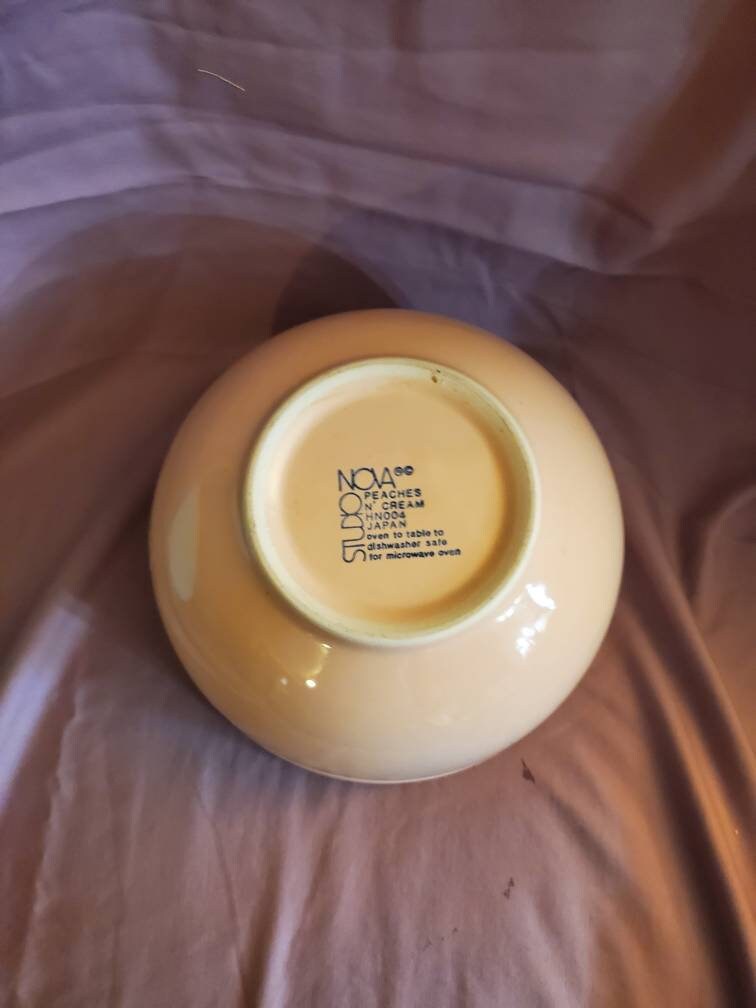 NOVA
STUDIO
PEACHES
N' CREAM
HN004
JAPAN
oven to table to
dishwasher safe
for microwave oven